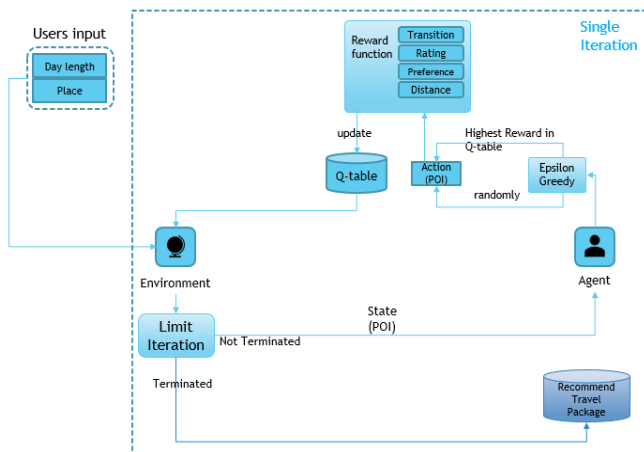 Users input
Day length
Place
Single
Iteration
Reward
function
Transition
Rating
Preference
Distance
update
Highest Reward in
Q-table
Q-table
Action
(POI)
Epsilon
Greedy
randomly
Environment
Agent
State
(POI)
Limit
Iteration
Not Terminated
Terminated
Recommend
Travel
Package